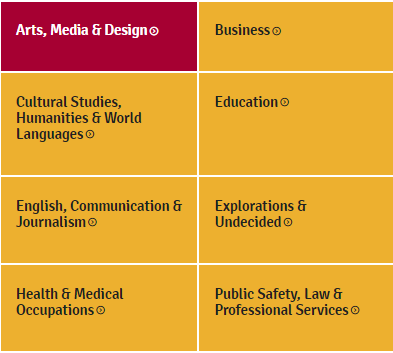 Arts, Media & Design
Business
Cultural Studies,
Humanities & World
Languages
Education
English, Communication &
Journalism
Explorations &
Undecided
Health & Medical
Occupations
Public Safety, Law &
Professional Services